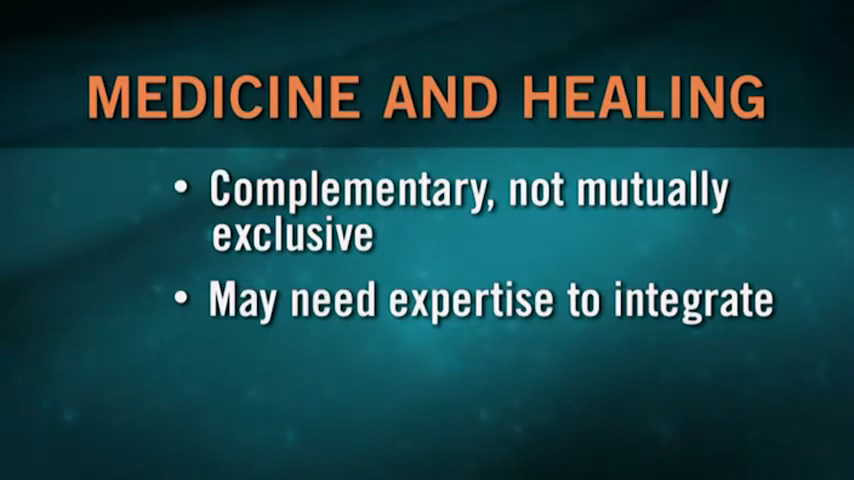 MEDICINE AND HEALING
• Complementary, not mutually
exclusive
• May need expertise to integrate